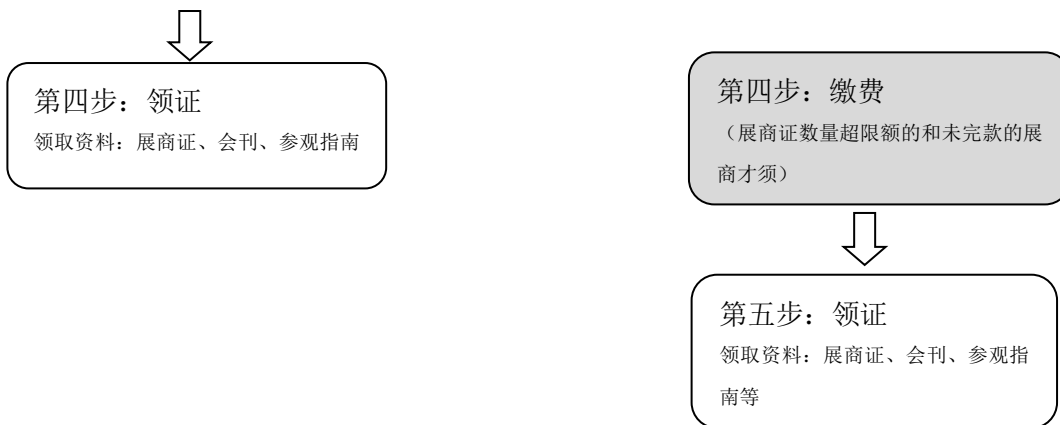 第四步：领证
领取资料：展商证、会刊、参观指南
第四步：缴费
（展商证数量超限额的和未完款的展
商才须）
第五步：领证
领取资料：展商证、会刊、参观指
南等